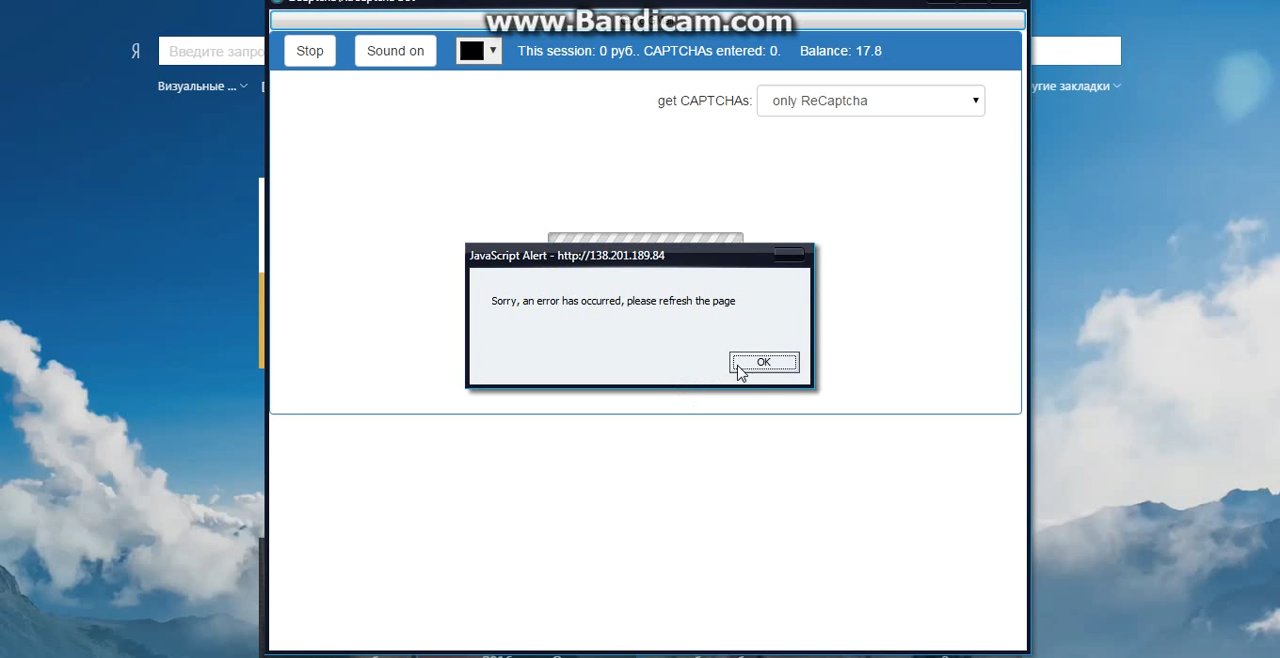 www.Bandicam.com
Я
Введите запро
Stop
Sound on
This session: 0 руб.. CAPTCHAs entered: 0.
Balance: 17.8
Визуальные ...
угие закладки
get CAPTCHAs:
only ReCaptcha
JavaScript Alert - http://138.201.189.84
Sorry, an error has occurred, please refresh the page
OK